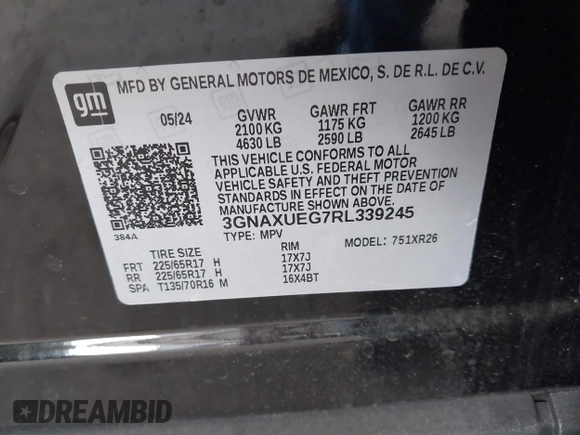 gm
MFD BY GENERAL MOTORS DE MEXICO, S. DE R.L. DE C.V.
05/24 GVWR GAWR FRT GAWR RR
2100 KG 1175 KG 1200 KG
4630 LB 2590 LB 2645 LB
THIS VEHICLE CONFORMS TO ALL
APPLICABLE U.S. FEDERAL MOTOR
VEHICLE SAFETY AND THEFT PREVENTION
STANDARDS IN EFFECT ON THE DATE OF
MANUFACTURE SHOWN ABOVE.
3GNAXUEG7RL339245
384A TYPE: MPV MODEL: 751XR26
TIRE SIZE RIM
FRT 225/65R17 H 17X7J
RR 225/65R17 H 17X7J
SPA T135/70R16 M 16X4BT
DREAMBID